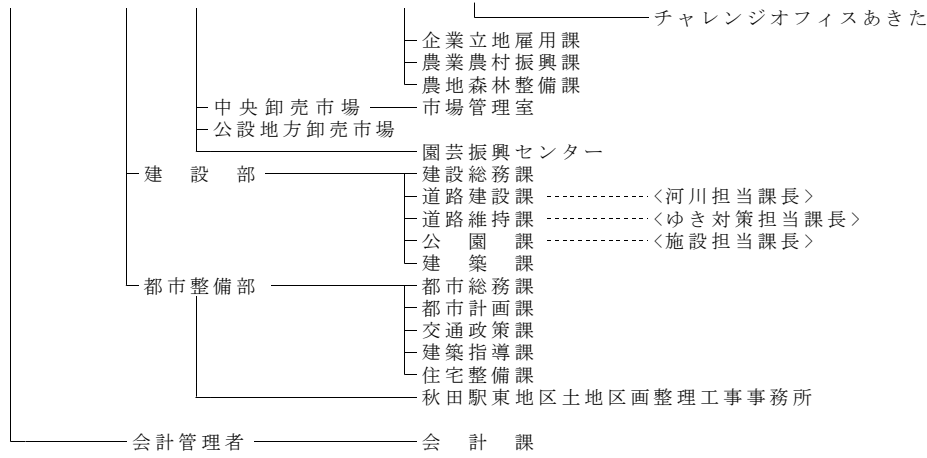 チャレンジオフィスあきた
企業立地雇用課
農業農村振興課
農地森林整備課
中央卸売市場 市場管理室
公設地方卸売市場
園芸振興センター
建設部 建設総務課
道路建設課 <河川担当課長>
道路維持課 <ゆき対策担当課長>
公園課 <施設担当課長>
建築課
都市整備部 都市総務課
都市計画課
交通政策課
建築指導課
住宅整備課
秋田駅東地区土地区画整理工事事務所
会計管理者 会計課